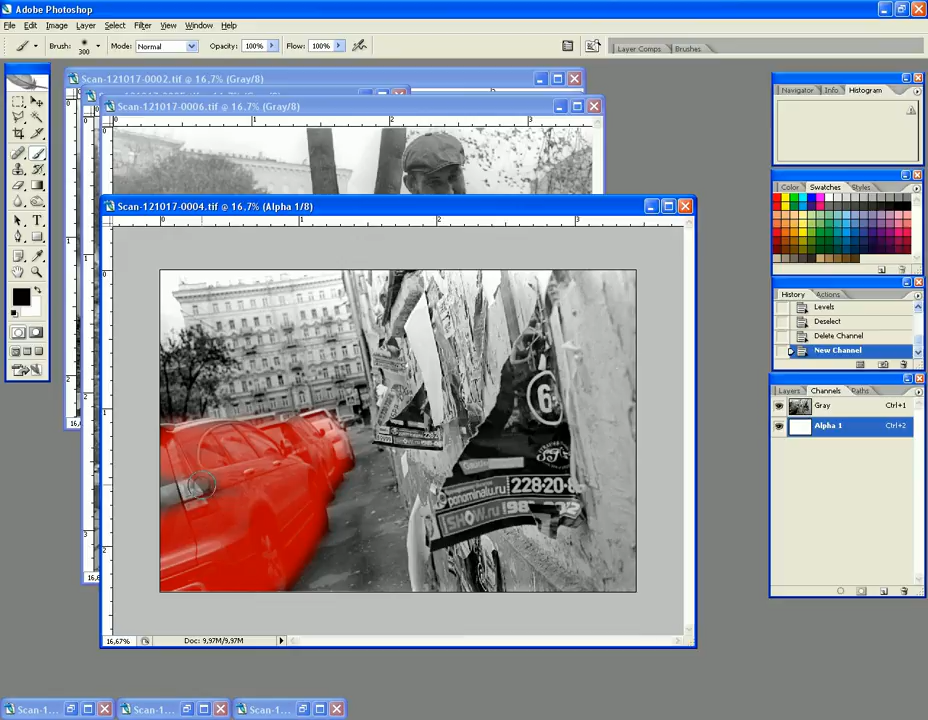 Adobe Photoshop
File Edit Image Layer Select Filter View Window Help
Brush: 300 Mode: Normal Opacity: 100% Flow: 100%
Layer Comps Brushes
Scan-121017-0002.tif @ 16,7% (Gray/8)
Scan-121017-0006.tif @ 16,7% (Gray/8)
Scan-121017-0004.tif @ 16,7% (Alpha 1/8)
Navigator Info Histogram
Color Swatches Styles
History Actions
Levels
Deselect
Delete Channel
New Channel
Layers Channels Paths
Gray Ctrl+1
Alpha 1 Ctrl+2
228-20-8
ponominalu.ru
iSHOW.ru
16,67% Doc: 9,97M/9,97M
Scan-1... Scan-1... Scan-1...